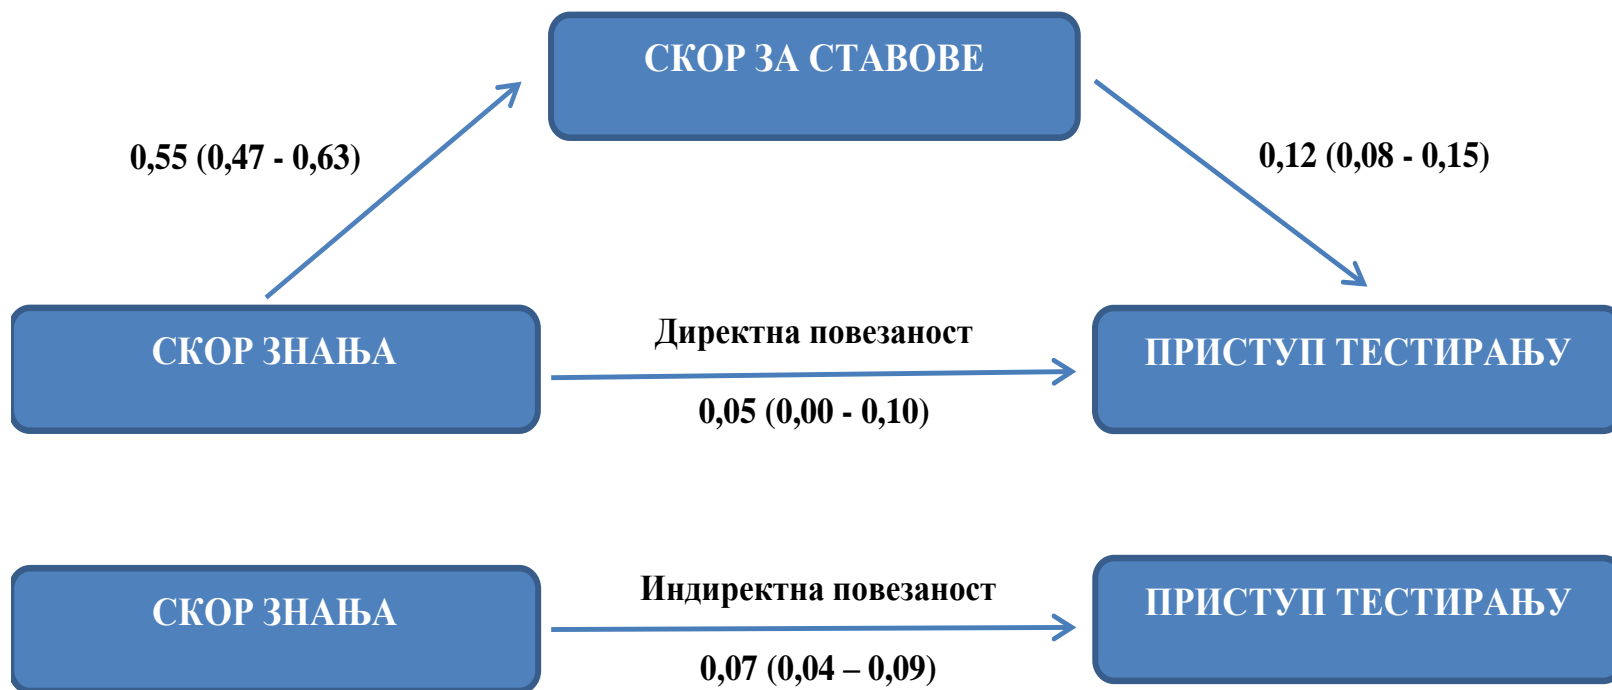 СКОР ЗА СТАВОВЕ
0,55 (0,47 - 0,63)
0,12 (0,08 - 0,15)
СКОР ЗНАЊА
Директна повезаност
0,05 (0,00 - 0,10)
ПРИСТУП ТЕСТИРАЊУ
СКОР ЗНАЊА
Индиректна повезаност
0,07 (0,04 – 0,09)
ПРИСТУП ТЕСТИРАЊУ